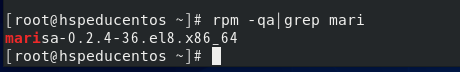 [root@hspeducentos ~]# rpm -qa|grep mari
marisa-0.2.4-36.el8.x86_64
[root@hspeducentos ~]#